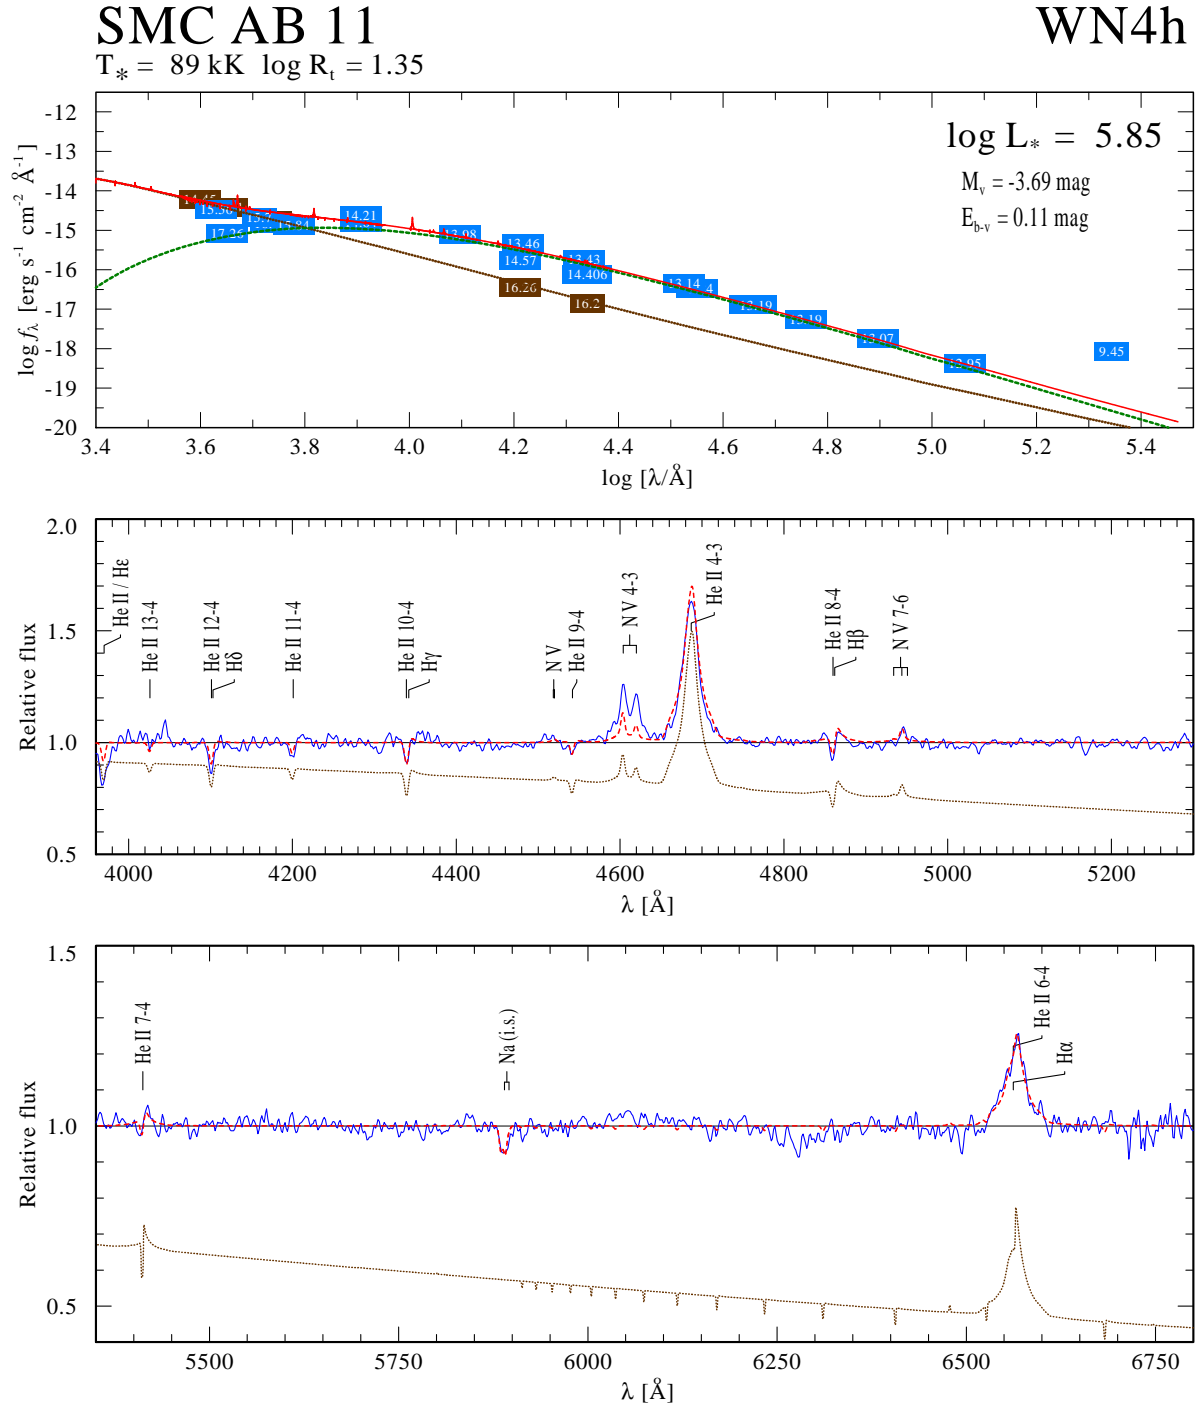 SMC AB 11
WN4h
T* = 89 kK log Rt = 1.35
log L* = 5.85
Mv = -3.69 mag
Eb-v = 0.11 mag
log fλ [erg s-1 cm-2 Å-1]
-12
-13
-14
-15
-16
-17
-18
-19
-20
17.26
14.21
13.98
13.46
14.57
13.43
14.406
16.26
16.2
13.14
13.19
13.19
13.07
12.95
9.45
3.4 3.6 3.8 4.0 4.2 4.4 4.6 4.8 5.0 5.2 5.4
log [λ/Å]
Relative flux
2.0
1.5
1.0
0.5
He II / Hε
He II 13-4
He II 12-4
Hδ
He II 11-4
He II 10-4
Hγ
N V
He II 9-4
N V 4-3
He II 4-3
He II 8-4
Hβ
N V 7-6
4000 4200 4400 4600 4800 5000 5200
λ [Å]
Relative flux
1.5
1.0
0.5
He II 7-4
Na (i.s.)
He II 6-4
Hα
5500 5750 6000 6250 6500 6750
λ [Å]